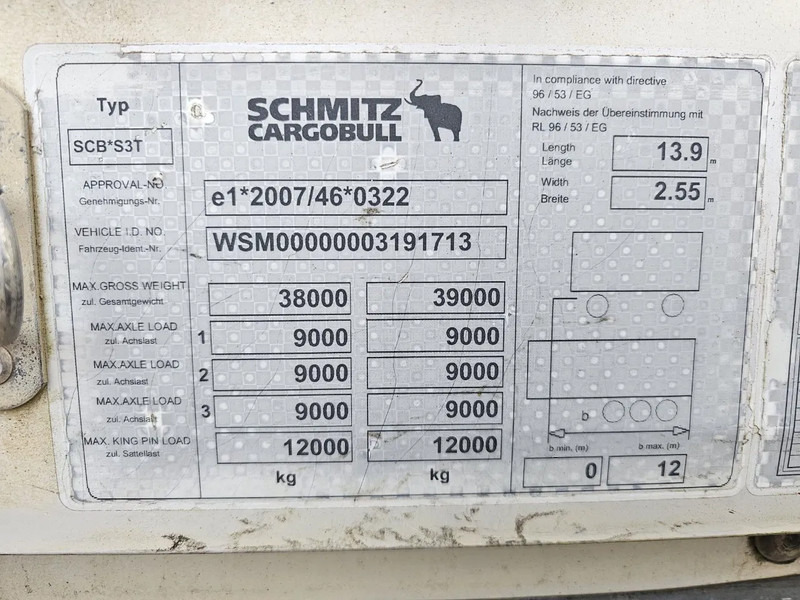 Typ
SCB*S3T
SCHMITZ
CARGOBULL
In compliance with directive
96 / 53 / EG
Nachweis der Übereinstimmung mit
RL 96 / 53 / EG
Length
Länge
13.9 m
Width
Breite
2.55 m
APPROVAL-NO
Genehmigungs-Nr.
e1*2007/46*0322
VEHICLE I.D. NO.
Fahrzeug-Ident.-Nr.
WSM00000003191713
MAX.GROSS WEIGHT
zul. Gesamtgewicht
38000 39000
MAX.AXLE LOAD
zul. Achslast
1 9000 9000
MAX.AXLE LOAD
zul. Achslast
2 9000 9000
MAX.AXLE LOAD
zul. Achslast
3 9000 9000
MAX. KING PIN LOAD
zul. Sattellast
12000 12000
kg kg
b
b min. (m) b max. (m)
0 12